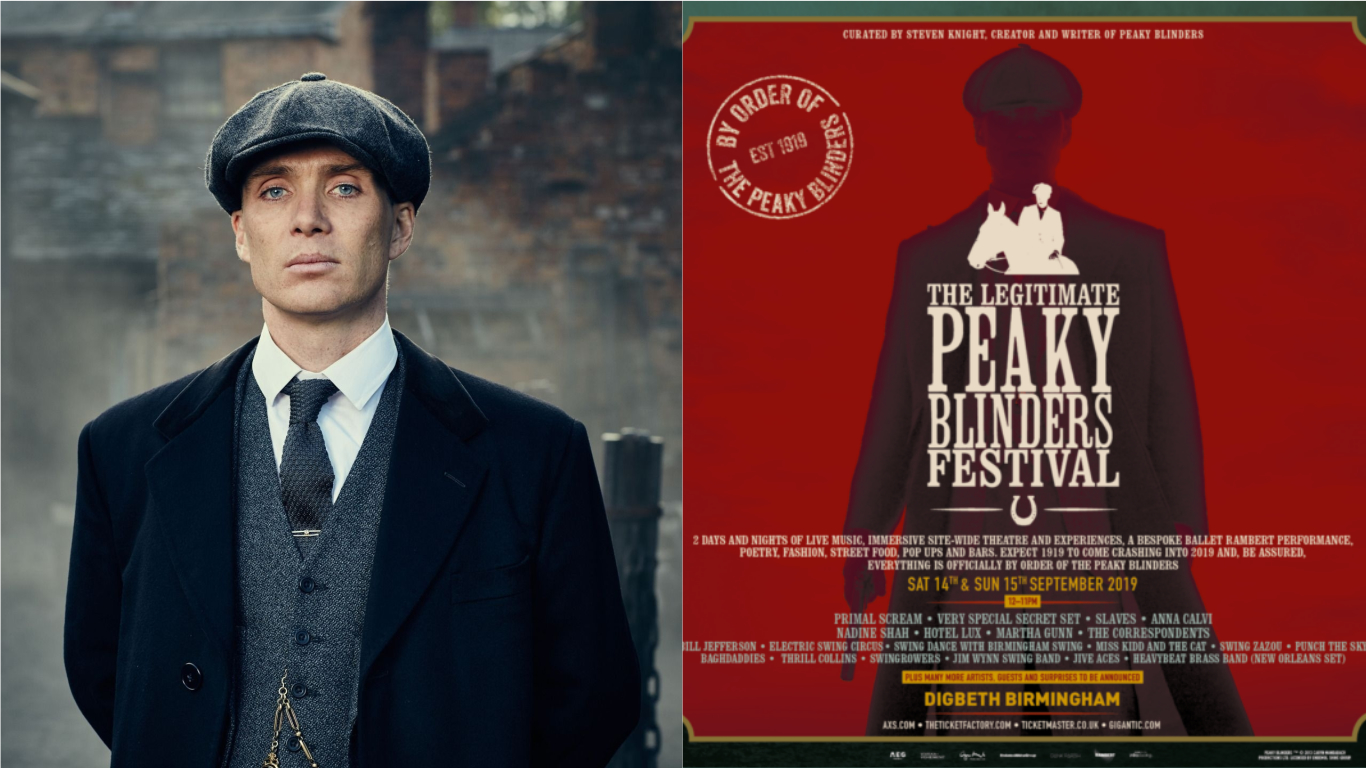 CURATED BY STEVEN KNIGHT, CREATOR AND WRITER OF PEAKY BLINDERS
BY ORDER OF
EST 1919
THE PEAKY BLINDERS
THE LEGITIMATE
PEAKY
BLINDERS
FESTIVAL
2 DAYS AND NIGHTS OF LIVE MUSIC, IMMERSIVE SITE-WIDE THEATRE AND EXPERIENCES, A BESPOKE BALLET RAMBERT PERFORMANCE,
POETRY, FASHION, STREET FOOD, POP UPS AND BARS. EXPECT 1919 TO COME CRASHING INTO 2019 AND, BE ASSURED,
EVERYTHING IS OFFICIALLY BY ORDER OF THE PEAKY BLINDERS
SAT 14TH & SUN 15TH SEPTEMBER 2019
12-11PM
PRIMAL SCREAM • VERY SPECIAL SECRET SET • SLAVES • ANNA CALVI
NADINE SHAH • HOTEL LUX • MARTHA GUNN • THE CORRESPONDENTS
ILL JEFFERSON • ELECTRIC SWING CIRCUS • SWING DANCE WITH BIRMINGHAM SWING • MISS KIDD AND THE CAT • SWING ZAZOU • PUNCH THE SK
BAGHDADDIES • THRILL COLLINS • SWINGROWERS • JIM WYNN SWING BAND • JIVE ACES • HEAVYBEAT BRASS BAND (NEW ORLEANS SET)
PLUS MANY MORE ARTISTS, GUESTS AND SURPRISES TO BE ANNOUNCED
DIGBETH BIRMINGHAM
AXS.COM • THETICKETFACTORY.COM • TICKETMASTER.CO.UK • GIGANTIC.COM
AEG